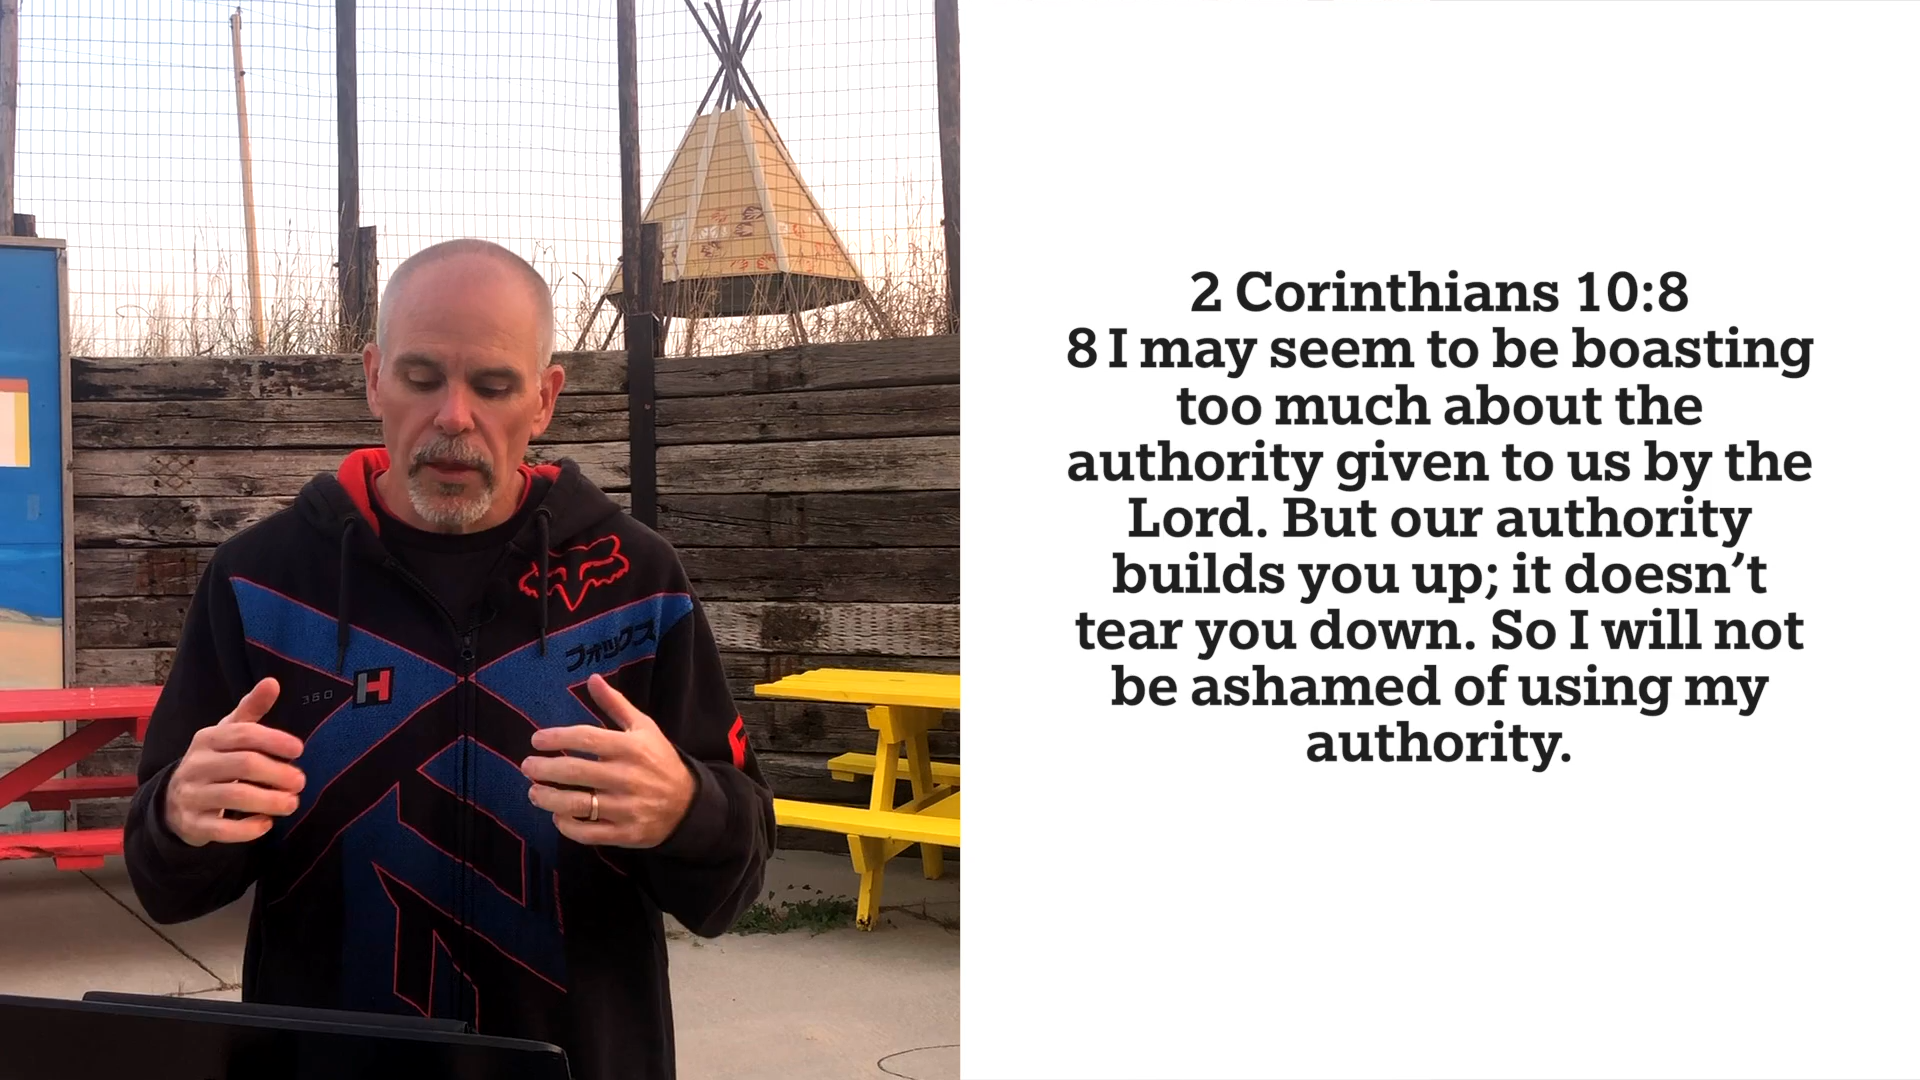 360
H
フォックス
2 Corinthians 10:8
8 I may seem to be boasting
too much about the
authority given to us by the
Lord. But our authority
builds you up; it doesn’t
tear you down. So I will not
be ashamed of using my
authority.